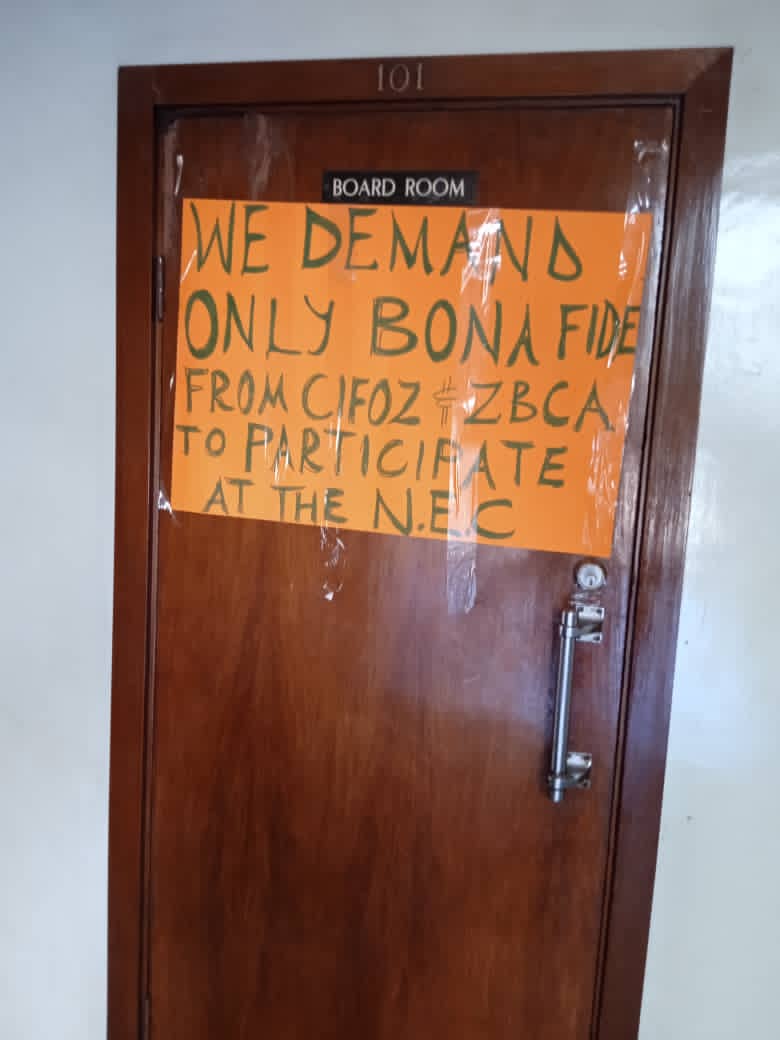 101
BOARD ROOM
WE DEMAND
ONLY BONA FIDE
FROM CIFOZ & ZBCA
TO PARTICIPATE
AT THE N.E.C